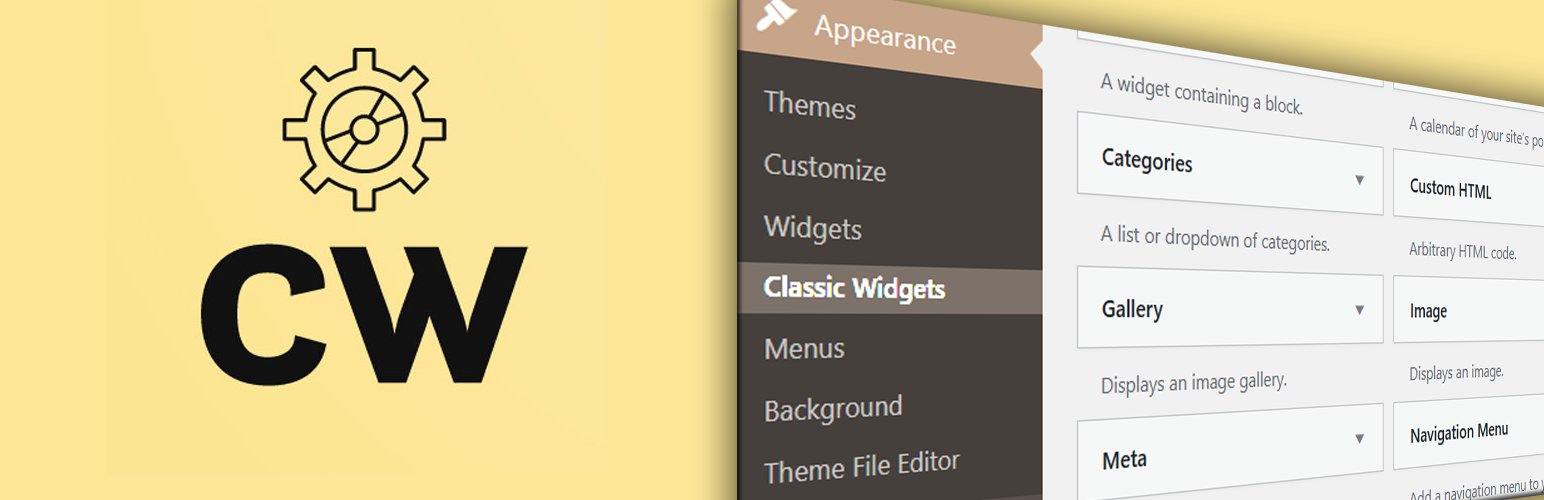 CW
Appearance
Themes
Customize
Widgets
Classic Widgets
Menus
Background
Theme File Editor
A widget containing a block.
Categories
A list or dropdown of categories.
Gallery
Displays an image gallery.
Meta
A calendar of your site's po
Custom HTML
Arbitrary HTML code.
Image
Displays an image.
Navigation Menu
Add a navigation menu to